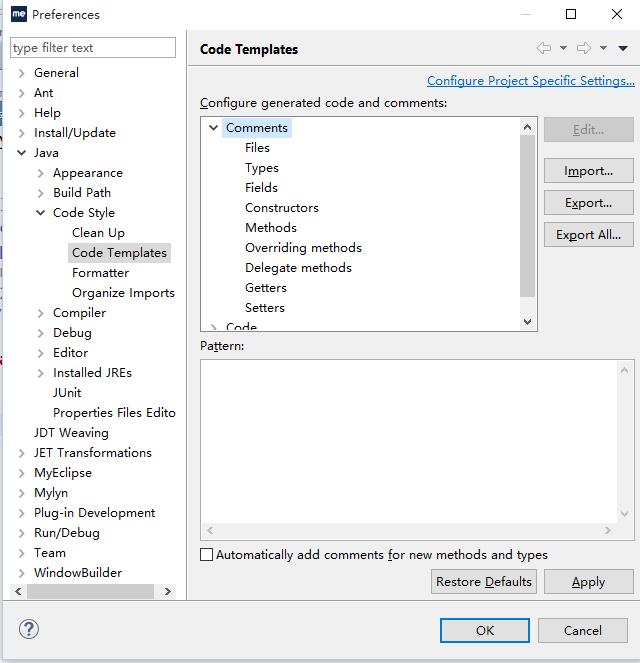 me Preferences
type filter text
General
Ant
Help
Install/Update
Java
Appearance
Build Path
Code Style
Clean Up
Code Templates
Formatter
Organize Imports
Compiler
Debug
Editor
Installed JREs
JUnit
Properties Files Edito
JDT Weaving
JET Transformations
MyEclipse
Mylyn
Plug-in Development
Run/Debug
Team
WindowBuilder
Code Templates
Configure Project Specific Settings...
Configure generated code and comments:
Comments
Files
Types
Fields
Constructors
Methods
Overriding methods
Delegate methods
Getters
Setters
Code
Edit...
Import...
Export...
Export All...
Pattern:
Automatically add comments for new methods and types
Restore Defaults
Apply
?
OK
Cancel